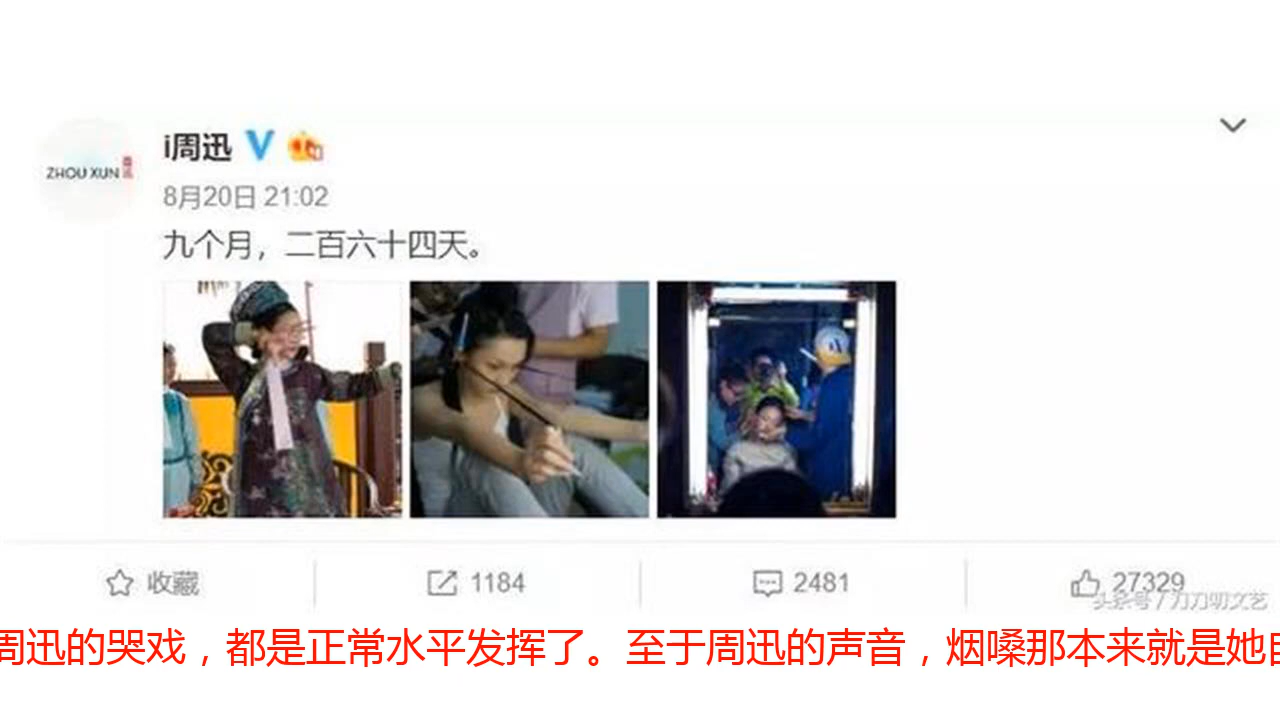 i周迅
ZHOU XUN
8月20日 21:02
九个月，二百六十四天。
收藏
1184
2481
27329
头条号 / 刀刀叨文艺
周迅的哭戏，都是正常水平发挥了。至于周迅的声音，烟嗓那本来就是她自